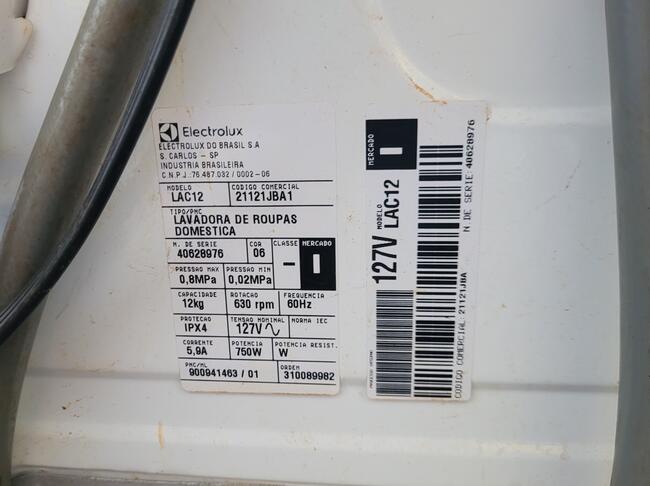 Electrolux
ELECTROLUX DO BRASIL S.A
S. CARLOS - SP
INDUSTRIA BRASILEIRA
C.N.P.J.:76.487.032 / 0002-06
MODELO CODIGO COMERCIAL
LAC12 21121JBA1
TIPO/PMC
LAVADORA DE ROUPAS
DOMESTICA
N. DE SERIE COR CLASSE MERCADO
40628976 06 - I
PRESSAO MAX PRESSAO MIN
0,8MPa 0,02MPa
CAPACIDADE ROTACAO FREQUENCIA
12kg 630 rpm 60Hz
PROTECAO TENSAO NOMINAL NORMA IEC
IPX4 127V~
CORRENTE POTENCIA POTENCIA RESIST.
5,9A 750W W
PMC/ML ORDEM
900941463 / 01 310089982
MERCADO
I
127V MODELO LAC12
N DE SERIE: 40628976
CODIGO COMERCIAL 21121JBA